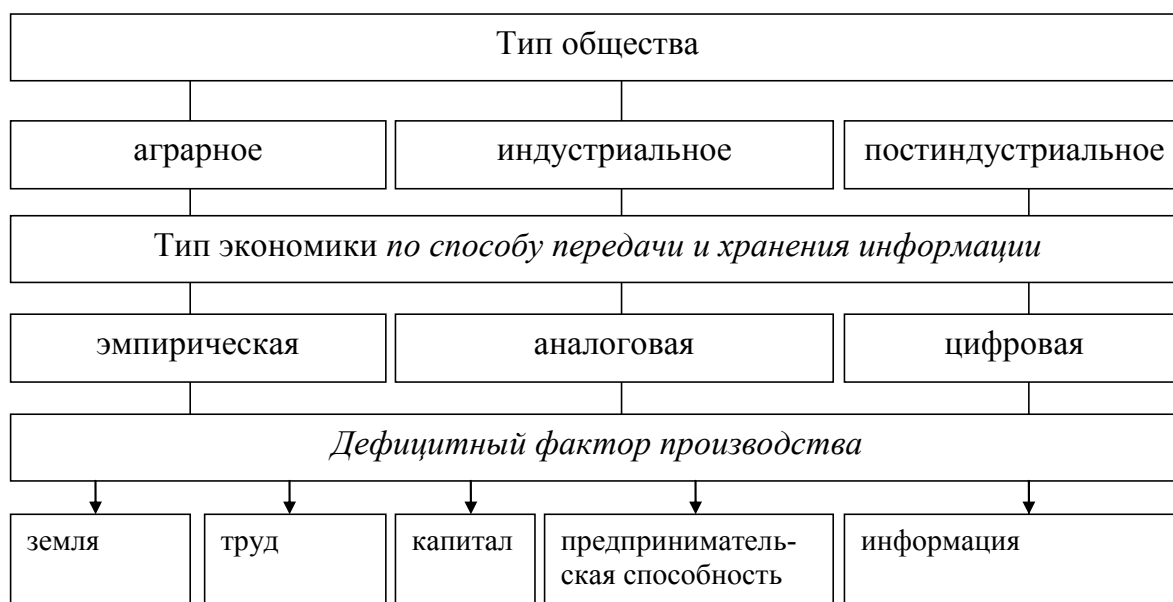 Тип общества
аграрное
индустриальное
постиндустриальное
Тип экономики по способу передачи и хранения информации
эмпирическая
аналоговая
цифровая
Дефицитный фактор производства
земля
труд
капитал
предприниматель-
ская способность
информация